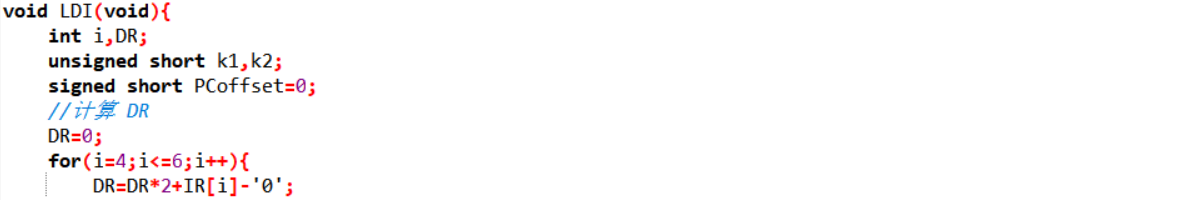 void LDI(void){
    int i,DR;
    unsigned short k1,k2;
    signed short PCoffset=0;
    //计算 DR
    DR=0;
    for(i=4;i<=6;i++){
        DR=DR*2+IR[i]-'0';